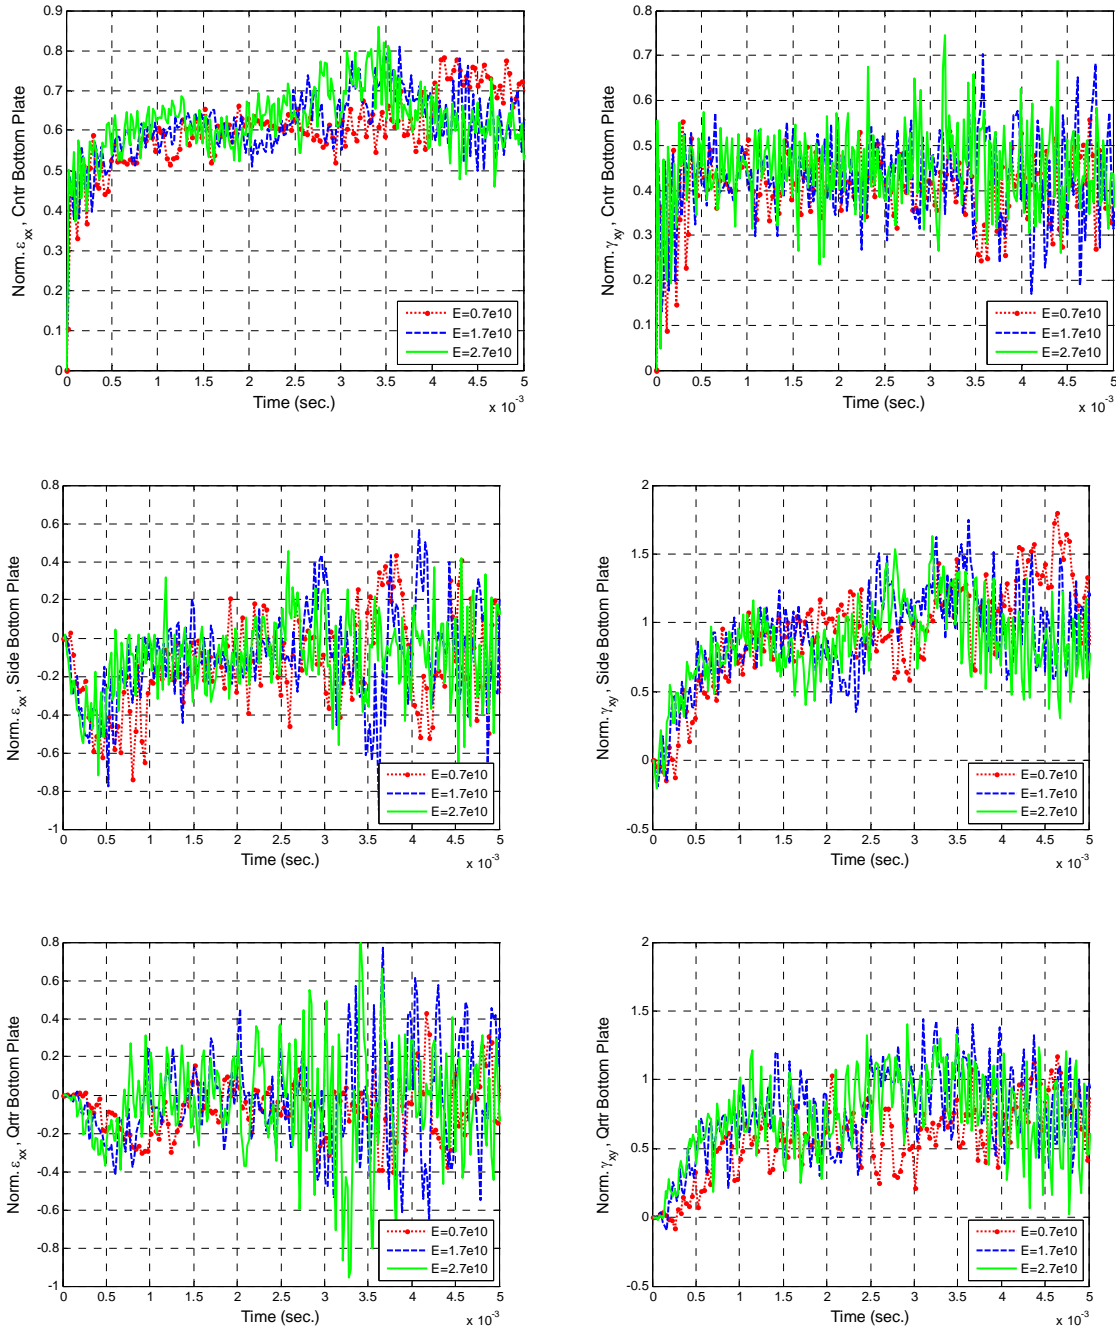 0.9
0.8
0.7
0.6
0.5
0.4
0.3
0.2
0.1
0
Norm. ε_xx, Cntr Bottom Plate
0 0.5 1 1.5 2 2.5 3 3.5 4 4.5 5
Time (sec.)
x 10^-3
E=0.7e10
E=1.7e10
E=2.7e10
0.8
0.7
0.6
0.5
0.4
0.3
0.2
0.1
0
Norm. γ_xy, Cntr Bottom Plate
0 0.5 1 1.5 2 2.5 3 3.5 4 4.5 5
Time (sec.)
x 10^-3
E=0.7e10
E=1.7e10
E=2.7e10
0.8
0.6
0.4
0.2
0
-0.2
-0.4
-0.6
-0.8
-1
Norm. ε_xx, Side Bottom Plate
0 0.5 1 1.5 2 2.5 3 3.5 4 4.5 5
Time (sec.)
x 10^-3
E=0.7e10
E=1.7e10
E=2.7e10
2
1.5
1
0.5
0
-0.5
Norm. γ_xy, Side Bottom Plate
0 0.5 1 1.5 2 2.5 3 3.5 4 4.5 5
Time (sec.)
x 10^-3
E=0.7e10
E=1.7e10
E=2.7e10
0.8
0.6
0.4
0.2
0
-0.2
-0.4
-0.6
-0.8
-1
Norm. ε_xx, Qrtr Bottom Plate
0 0.5 1 1.5 2 2.5 3 3.5 4 4.5 5
Time (sec.)
x 10^-3
E=0.7e10
E=1.7e10
E=2.7e10
2
1.5
1
0.5
0
-0.5
Norm. γ_xy, Qrtr Bottom Plate
0 0.5 1 1.5 2 2.5 3 3.5 4 4.5 5
Time (sec.)
x 10^-3
E=0.7e10
E=1.7e10
E=2.7e10